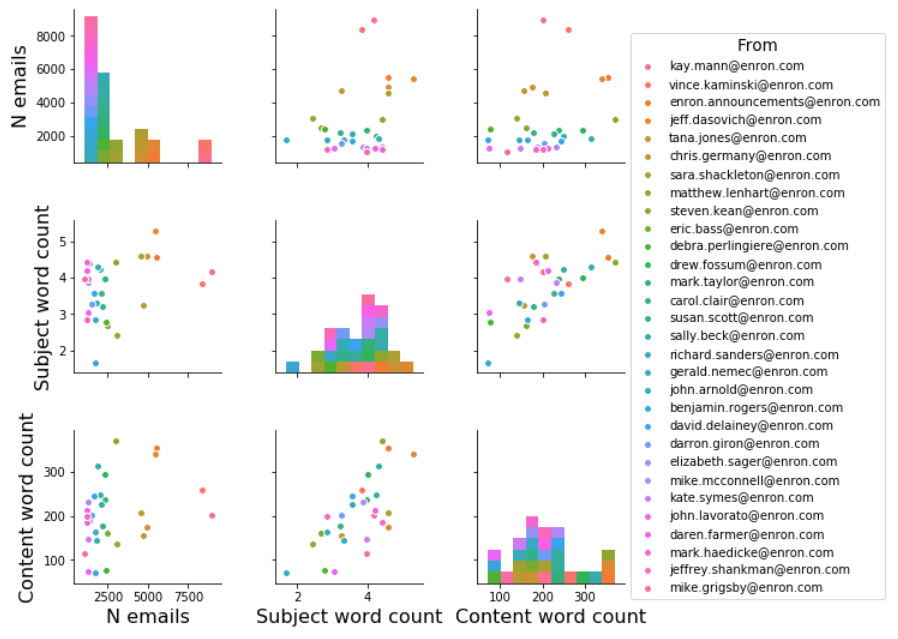 N emails
8000
6000
4000
2000
Subject word count
5
4
3
2
Content word count
300
200
100
2500 5000 7500
N emails
2 4
Subject word count
100 200 300
Content word count
From
kay.mann@enron.com
vince.kaminski@enron.com
enron.announcements@enron.com
jeff.dasovich@enron.com
tana.jones@enron.com
chris.germany@enron.com
sara.shackleton@enron.com
matthew.lenhart@enron.com
steven.kean@enron.com
eric.bass@enron.com
debra.perlingiere@enron.com
drew.fossum@enron.com
mark.taylor@enron.com
carol.clair@enron.com
susan.scott@enron.com
sally.beck@enron.com
richard.sanders@enron.com
gerald.nemec@enron.com
john.arnold@enron.com
benjamin.rogers@enron.com
david.delainey@enron.com
darron.giron@enron.com
elizabeth.sager@enron.com
mike.mcconnell@enron.com
kate.symes@enron.com
john.lavorato@enron.com
daren.farmer@enron.com
mark.haedicke@enron.com
jeffrey.shankman@enron.com
mike.grigsby@enron.com